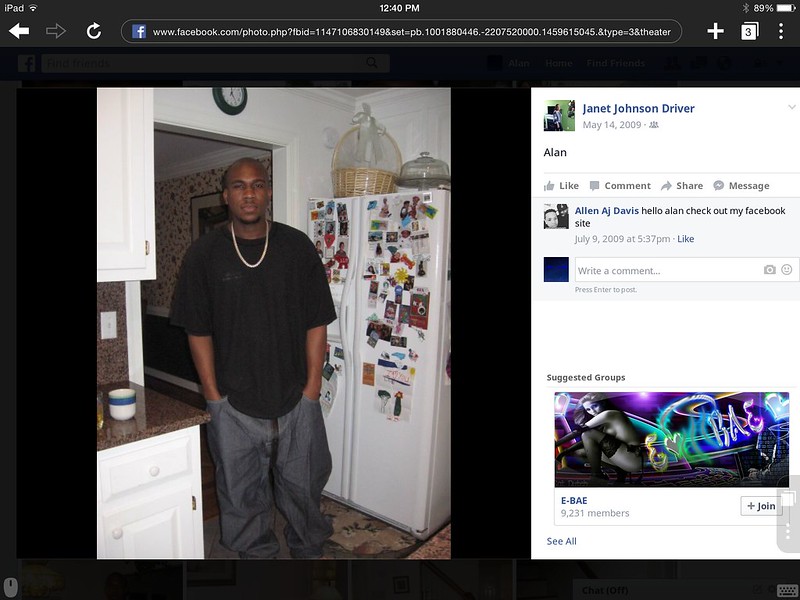 iPad
12:40 PM
89%
www.facebook.com/photo.php?fbid=1147106830149&set=pb.1001880446.-2207520000.1459615045.&type=3&theater
3
Find friends
Alan Home Find Friends
Janet Johnson Driver
May 14, 2009 ·
Alan
Like Comment Share Message
Allen Aj Davis hello alan check out my facebook
site
July 9, 2009 at 5:37pm · Like
Write a comment...
Press Enter to post.
Suggested Groups
E-BAE
9,231 members
+ Join
See All
Chat (Off)